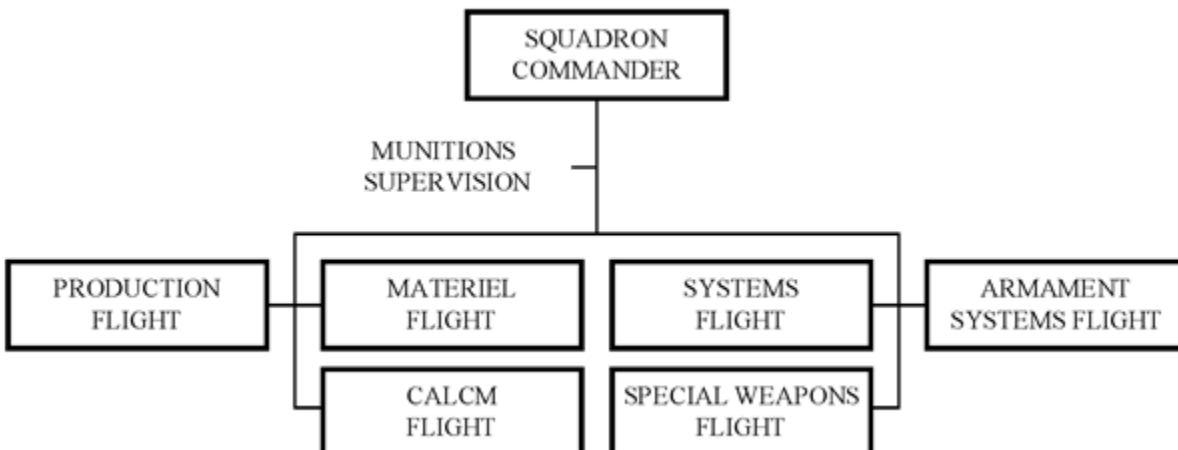 SQUADRON
COMMANDER
MUNITIONS
SUPERVISION
PRODUCTION
FLIGHT
MATERIEL
FLIGHT
SYSTEMS
FLIGHT
ARMAMENT
SYSTEMS FLIGHT
CALCM
FLIGHT
SPECIAL WEAPONS
FLIGHT